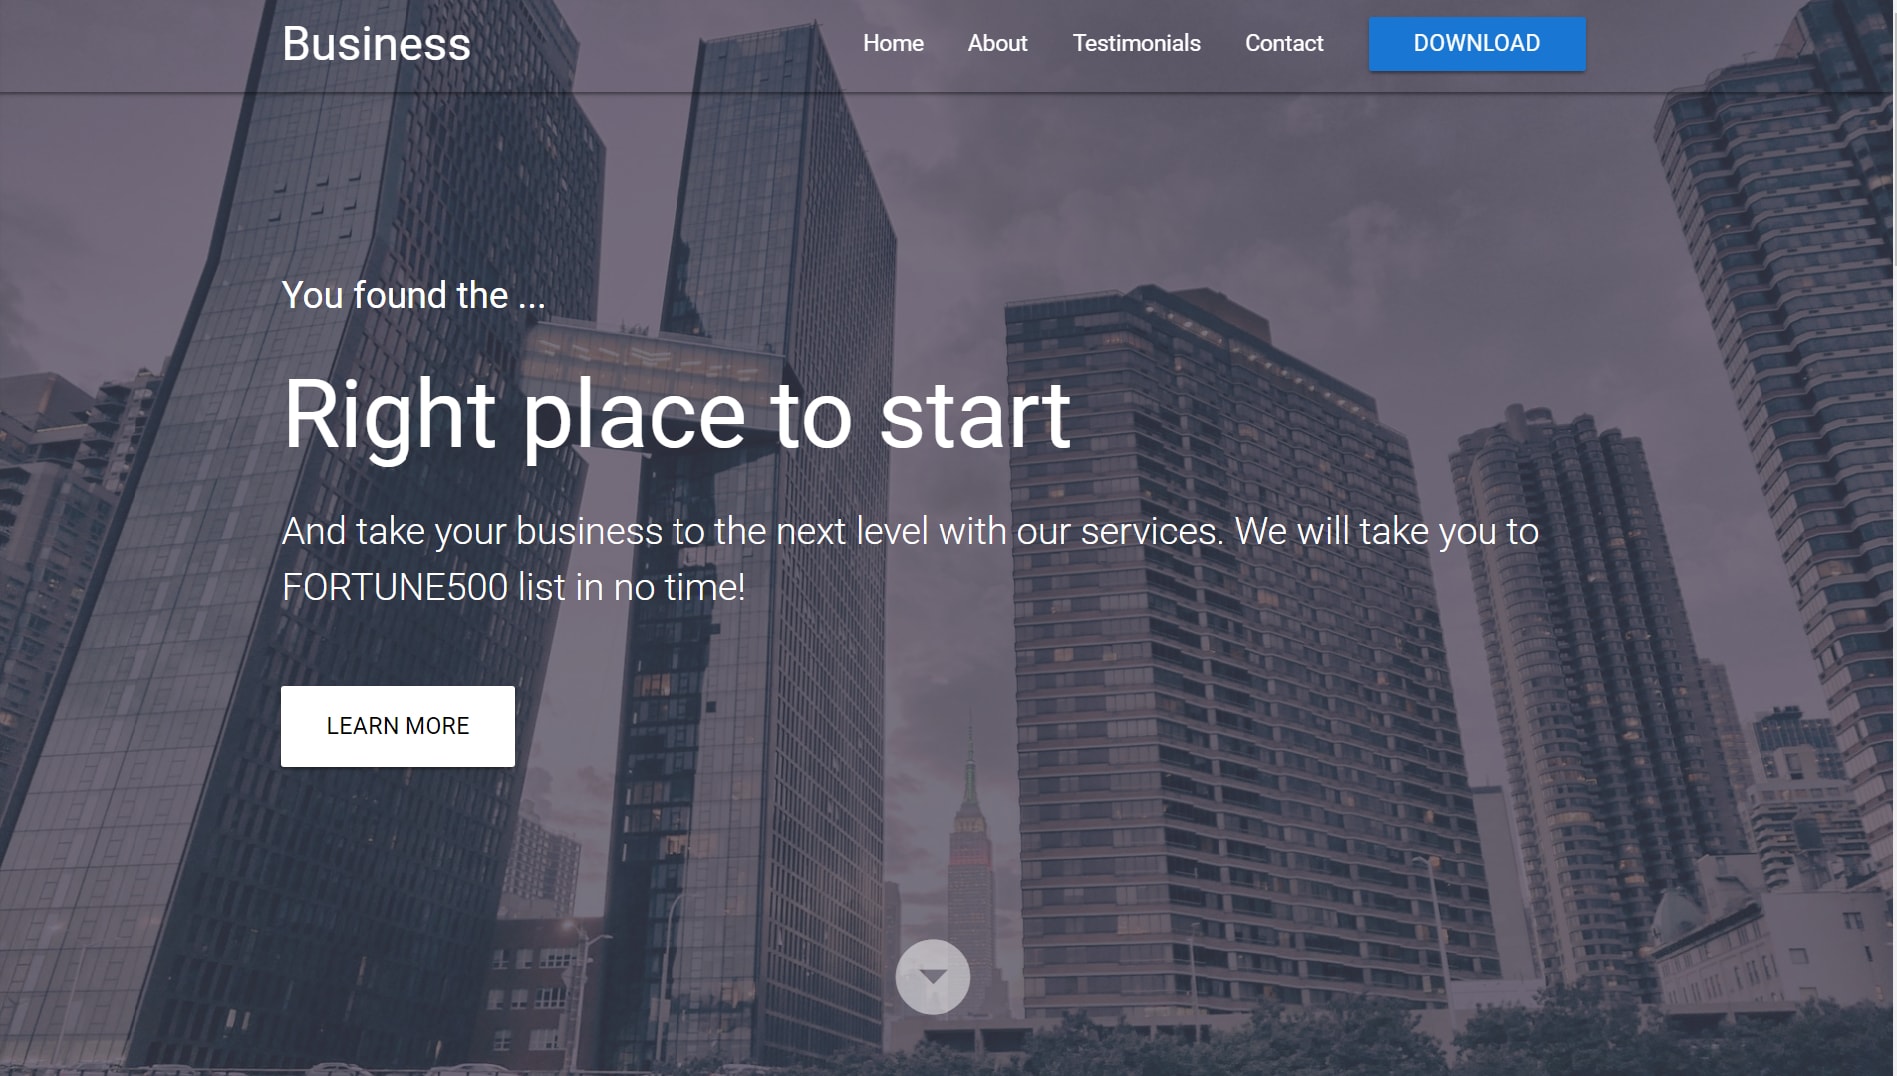 Business
Home About Testimonials Contact DOWNLOAD
You found the ...
Right place to start
And take your business to the next level with our services. We will take you to
FORTUNE500 list in no time!
LEARN MORE